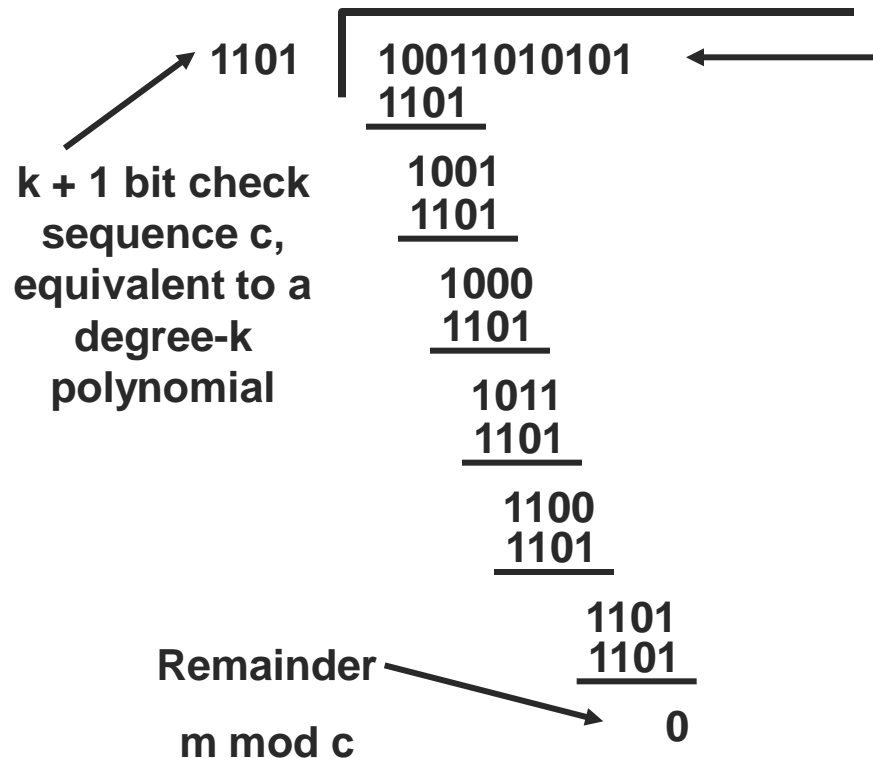 1101 10011010101
1101
1001
1101
1000
1101
1011
1101
1100
1101
1101
1101
0
k + 1 bit check
sequence c,
equivalent to a
degree-k
polynomial
Remainder
m mod c